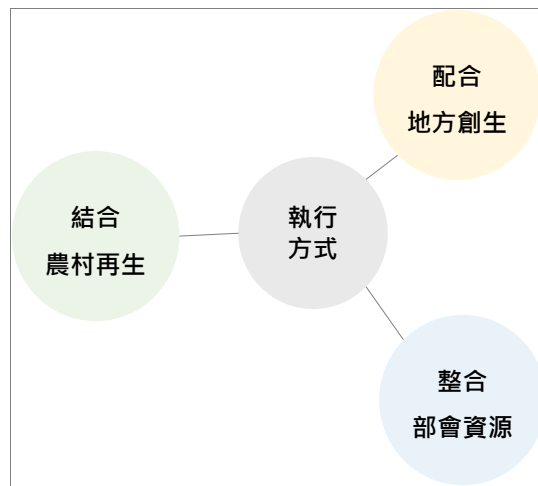 配合
地方創生
結合
農村再生
執行
方式
整合
部會資源